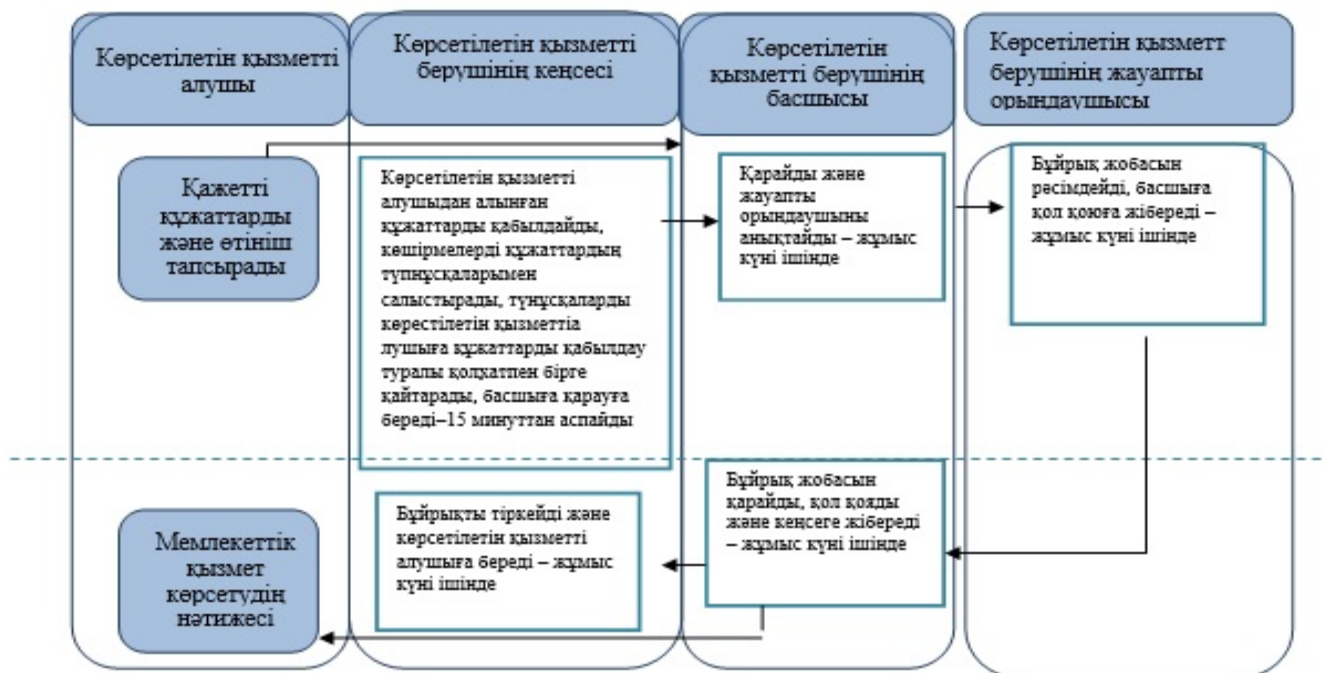 Көрсетілетін қызметті
алушы
Көрсетілетін қызметті
берушінің кеңсесі
Көрсетілетін
қызметті берушінің
басшысы
Көрсетілетін қызметт
берушінің жауапты
орындаушысы
Қажетті
құжаттарды
және өтініш
тапсырады
Көрсетілетін қызметті
алушыдан алынған
құжаттарды қабылдайды,
көшірмелерді құжаттардың
түпнұсқаларымен
салыстырады, түнұсқаларды
көрестілетін қызметтіа
лушыға құжаттарды қабылдау
туралы қолхатпен бірге
қайтарады, басшыға қарауға
береді–15 минуттан аспайды
Қарайды және
жауапты
орындаушыны
анықтайды – жұмыс
күні ішінде
Бұйрық жобасын
рәсімдейді, басшыға
қол қоюға жібереді –
жұмыс күні ішінде
Мемлекеттік
қызмет
көрсетудің
нәтижесі
Бұйрықты тіркейді және
көрсетілетін қызметті
алушыға береді – жұмыс
күні ішінде
Бұйрық жобасын
қарайды, қол қояды
және кеңсеге жібереді
– жұмыс күні ішінде